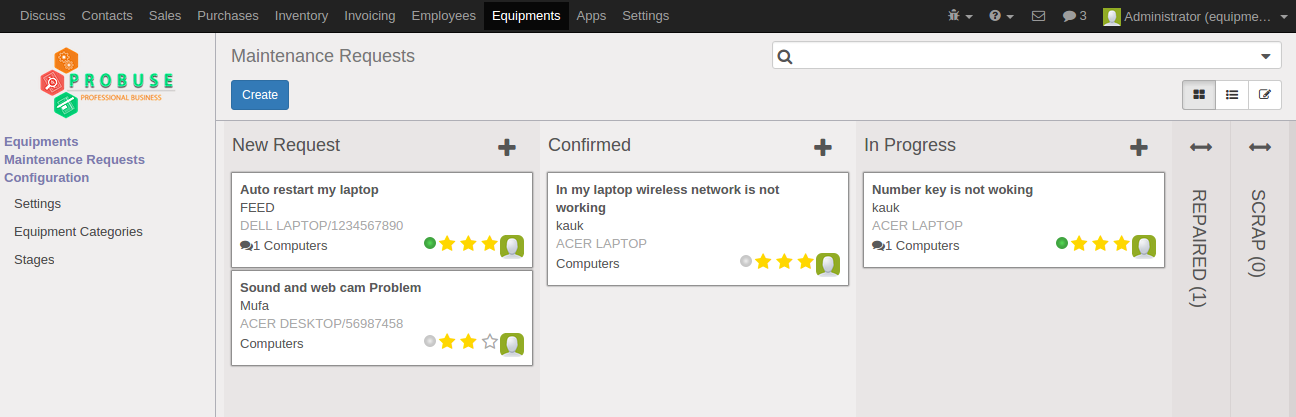 Discuss Contacts Sales Purchases Inventory Invoicing Employees Equipments Apps Settings 3 Administrator (equipme...
PROBUSE
PROFESSIONAL BUSINESS
Maintenance Requests
Create
Equipments
Maintenance Requests
Configuration
Settings
Equipment Categories
Stages
New Request
Auto restart my laptop
FEED
DELL LAPTOP/1234567890
1 Computers
Sound and web cam Problem
Mufa
ACER DESKTOP/56987458
Computers
Confirmed
In my laptop wireless network is not
working
kauk
ACER LAPTOP
Computers
In Progress
Number key is not woking
kauk
ACER LAPTOP
1 Computers
REPAIRED (1)
SCRAP (0)